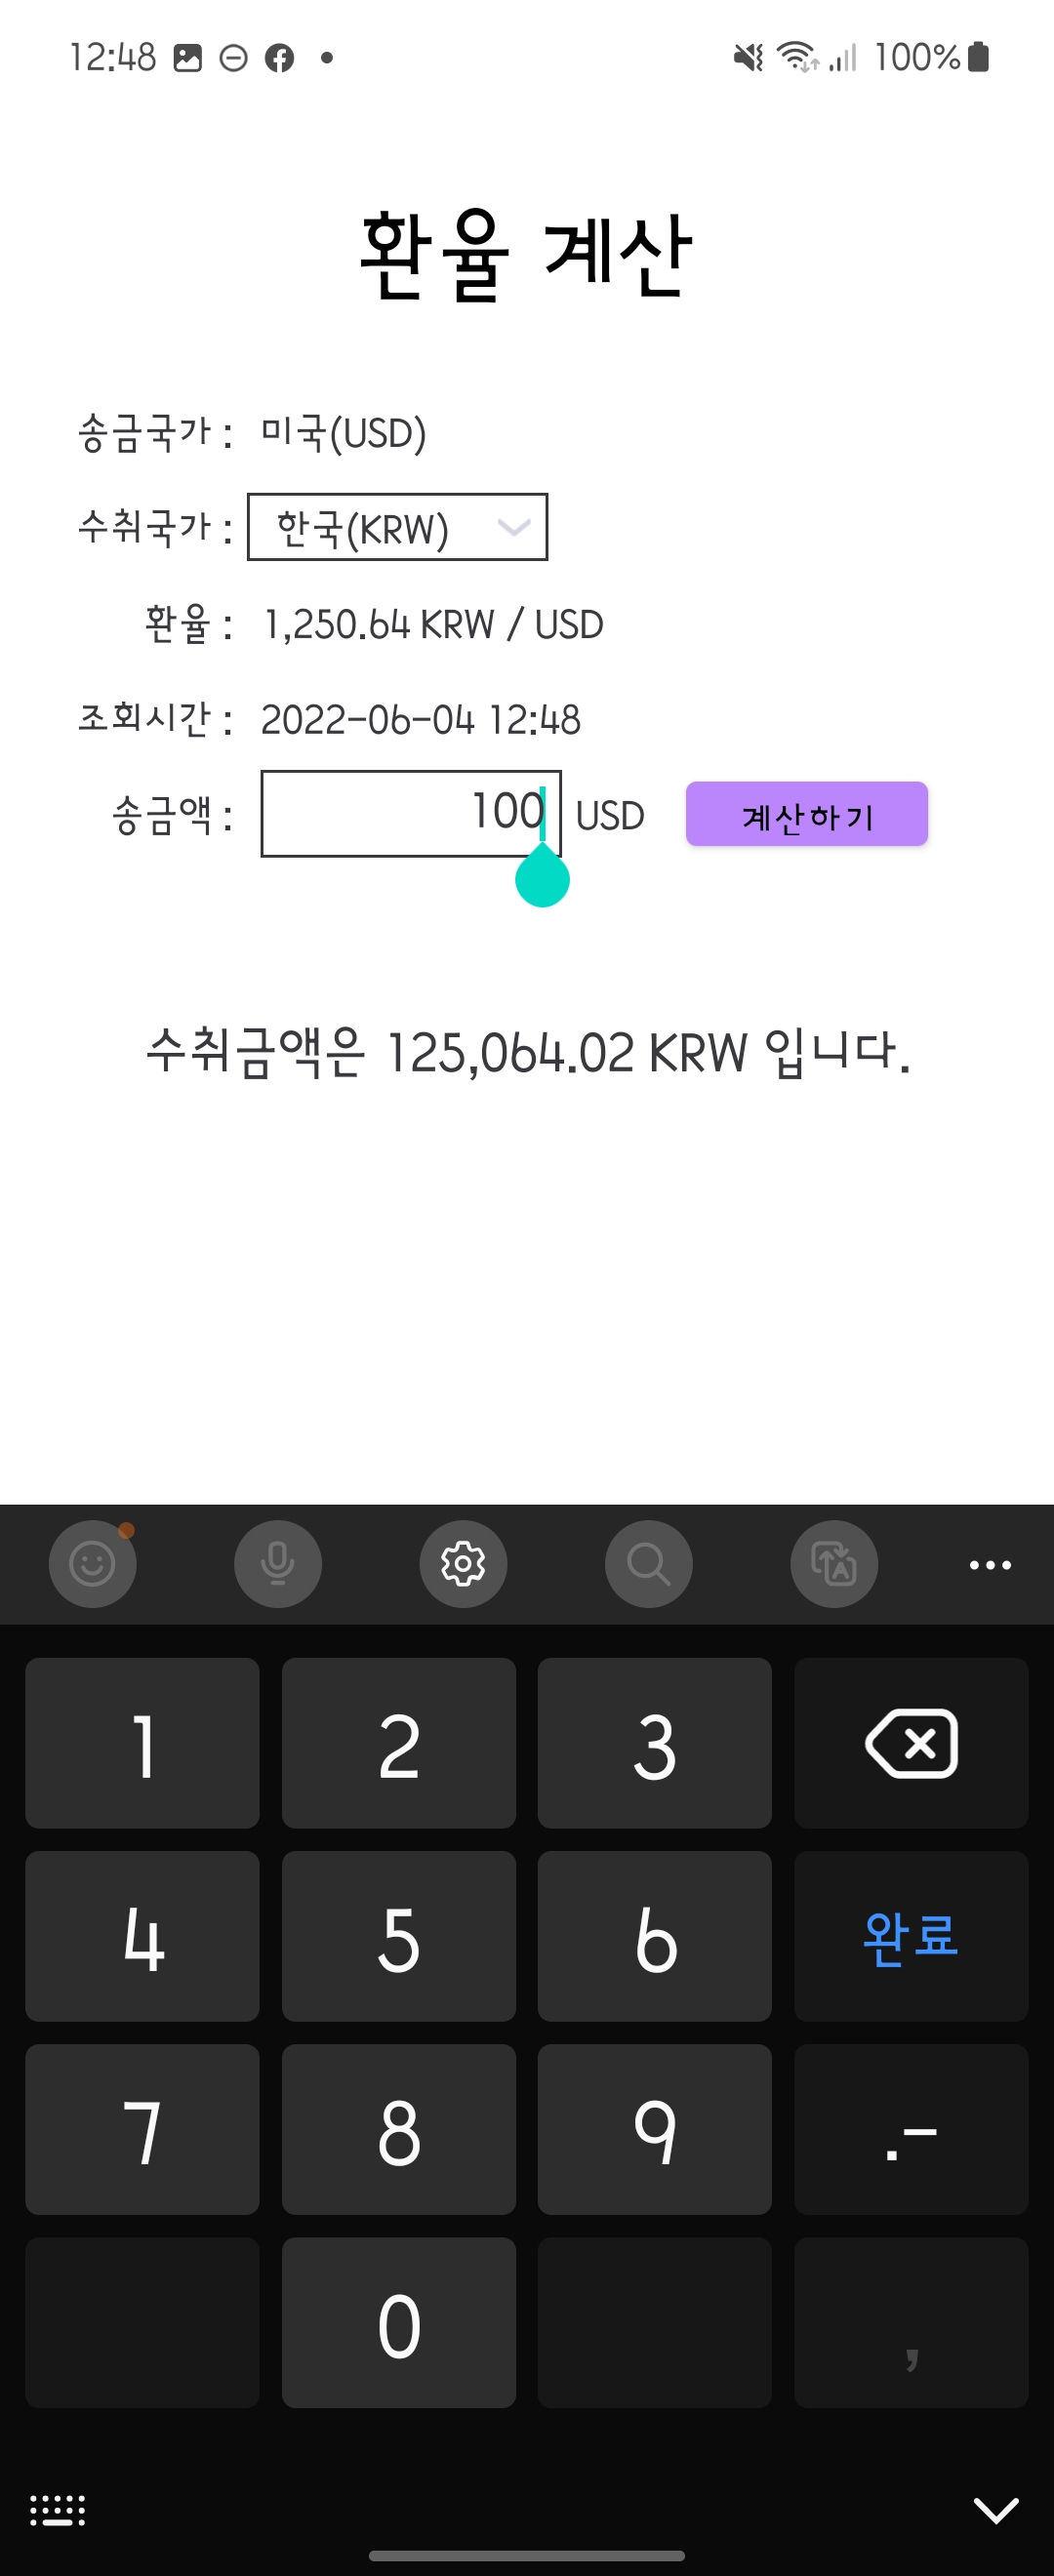 12:48 100%
환율 계산
송금국가 : 미국(USD)
수취국가 : 한국(KRW)
환율 : 1,250.64 KRW / USD
조회시간 : 2022-06-04 12:48
송금액 : 100 USD 계산하기
수취금액은 125,064.02 KRW 입니다.
1 2 3
4 5 6 완료
7 8 9 .-
0 ,